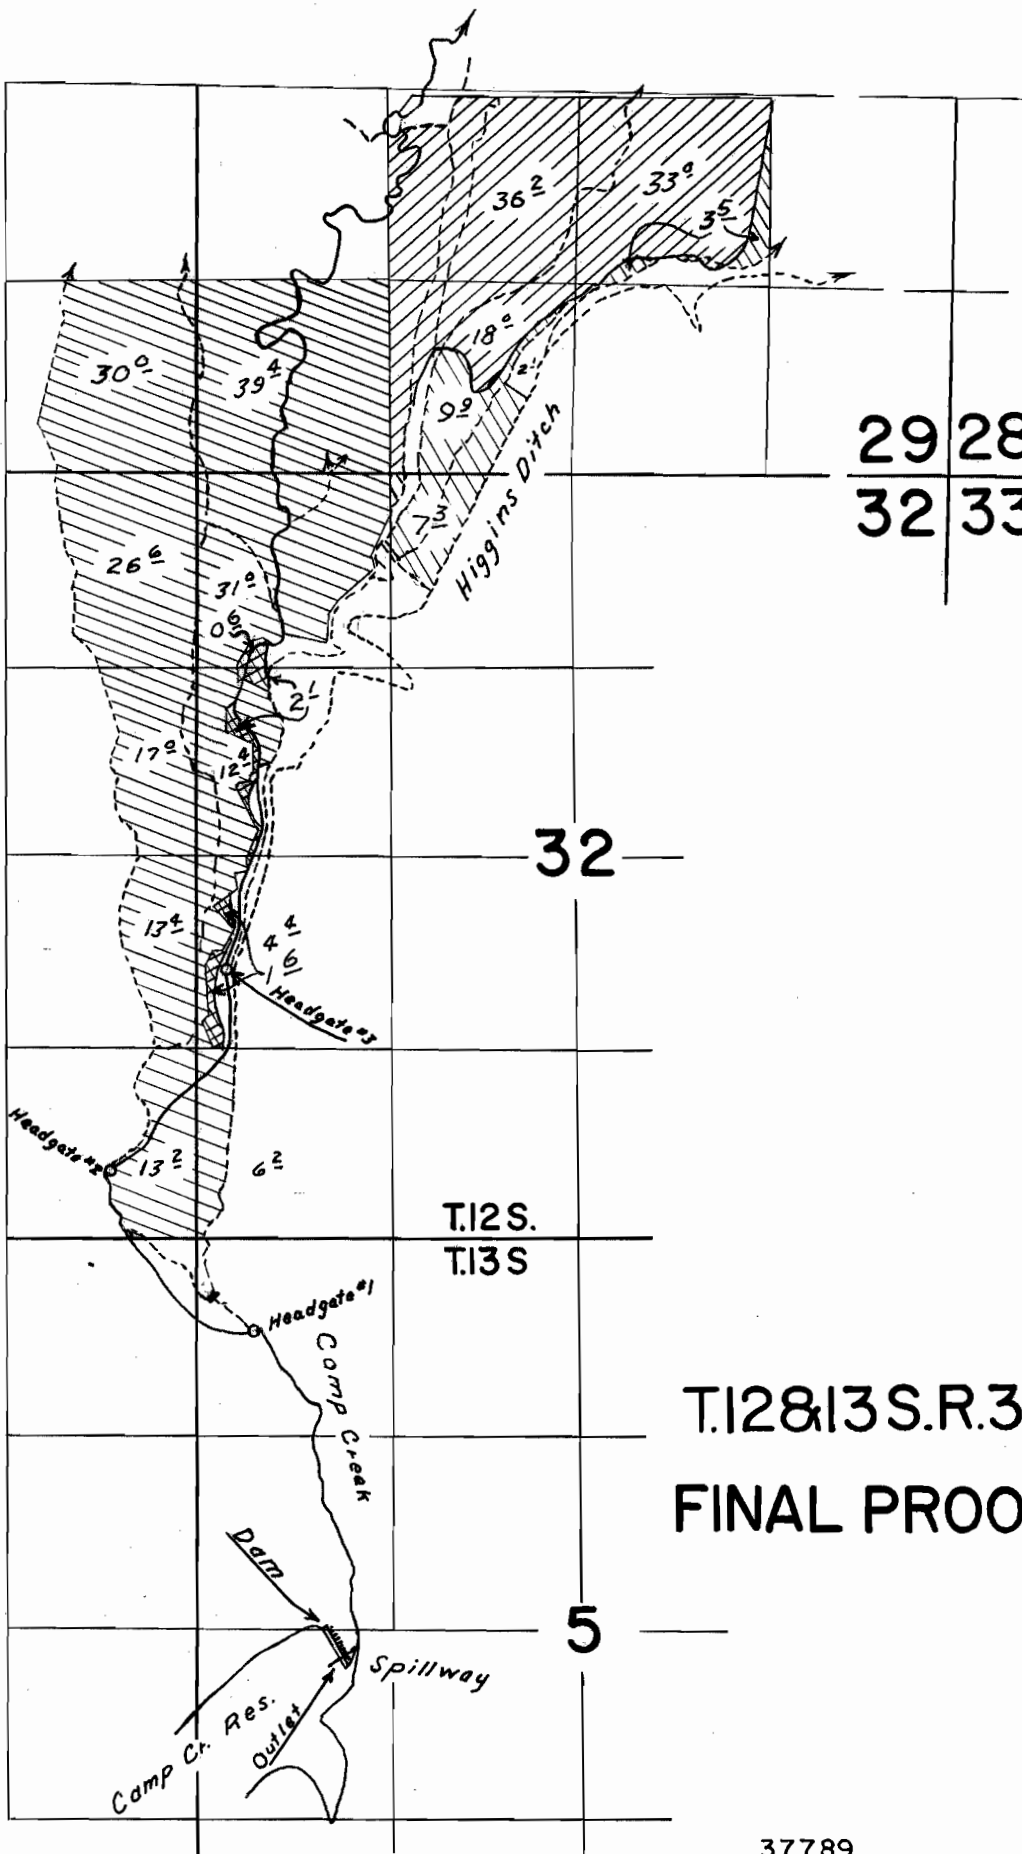 36 2
33 0
3 5
18 0
30 0
39 4
2 1
9 9
29 28
32 33
7 3
Higgins Ditch
26 6
31 0
0 6
2 1
17 0
12 4
32
13 4
4 4
1 6
Headgate #3
Headgate #2
13 2
6 2
T.12 S.
T.13 S
Headgate #1
Camp Creek
T.12&13 S.R.3
FINAL PROO
Dam
5
Spillway
Camp Cr. Res.
Outlet
37789